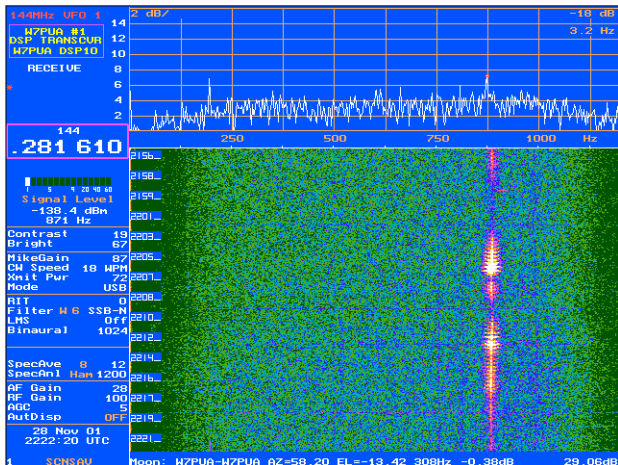 144MHz VFO 1
W7PUA #1
DSP TRANSCVR
W7PUA DSP10
RECEIVE
*
144
.281 610
1 5 9 20 40 60
Signal Level
-138.4 dBm
871 Hz
Contrast 19
Bright 67
MikeGain 87
CW Speed 18 WPM
Xmit Pwr 72
Mode USB
RIT 0
Filter W 6 SSB-N
LMS Off
Binaural 1024
SpecAve 8 12
SpecAnl Ham 1200
AF Gain 28
RF Gain 100
AGC 5
AutDisp OFF
28 Nov 01
2222:20 UTC
1 SCNSAV
2 dB/ -18 dB
3.2 Hz
14
12
10
8
6
4
2
250 500 750 1000 Hz
2156
2158
2159
2201
2203
2205
2207
2208
2210
2212
2214
2216
2217
2219
2221
Moon: W7PUA-W7PUA AZ=58.20 EL=-13.42 308Hz -0.38dB 29.06dB